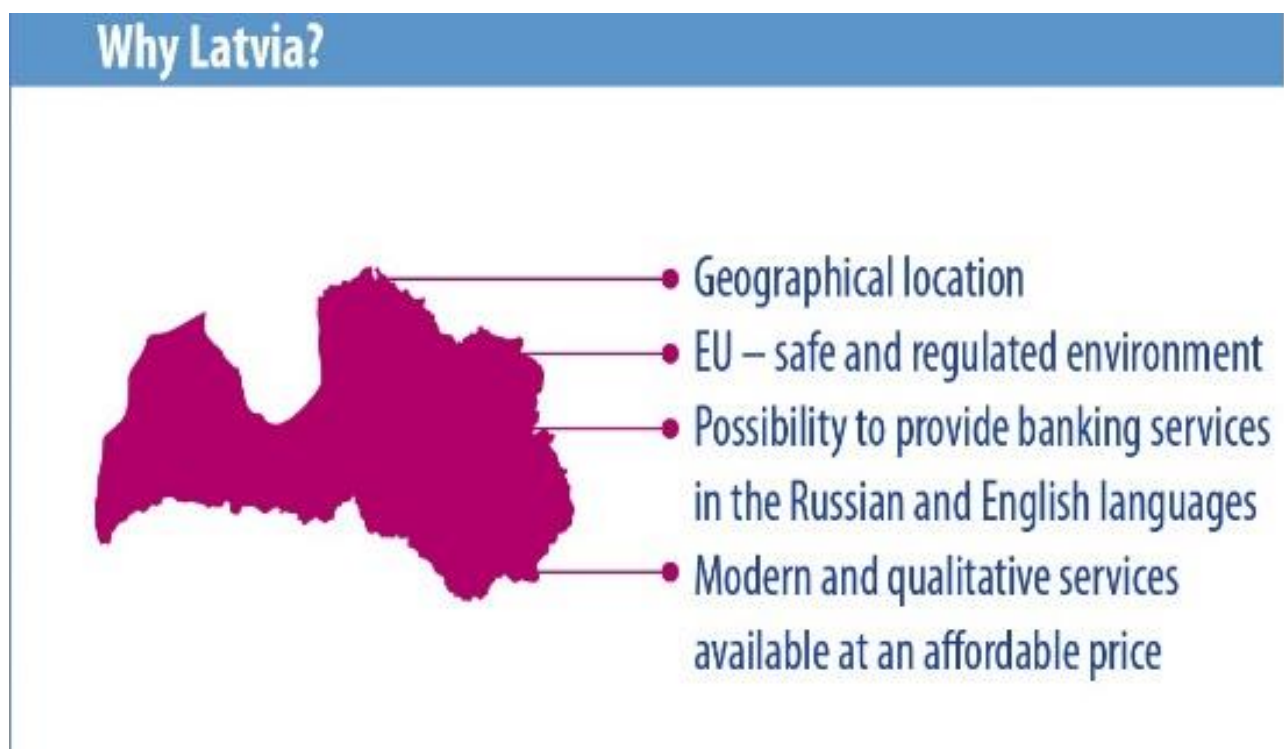 Why Latvia?
Geographical location
EU – safe and regulated environment
Possibility to provide banking services
in the Russian and English languages
Modern and qualitative services
available at an affordable price